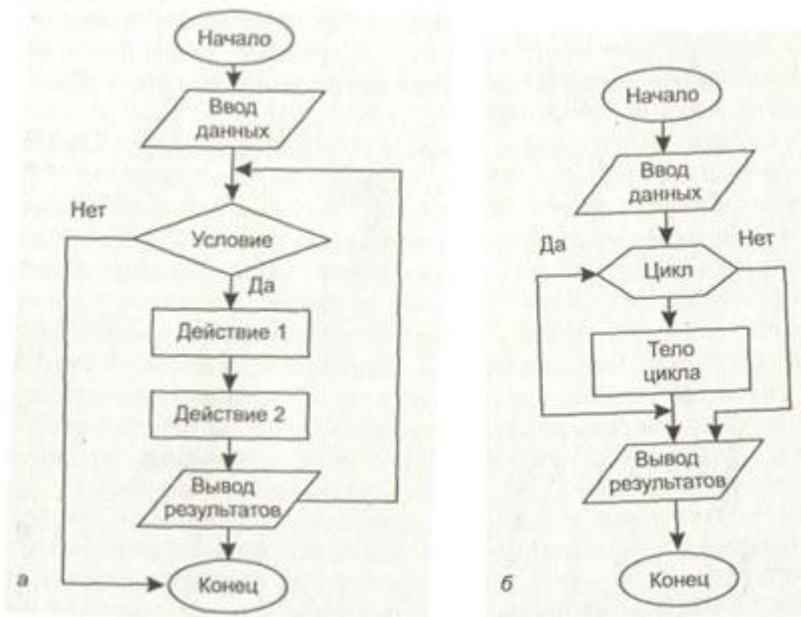 Начало
Ввод
данных
Нет
Условие
Да
Действие 1
Действие 2
Вывод
результатов
Конец
а
Начало
Ввод
данных
Да
Нет
Цикл
Тело
цикла
Вывод
результатов
Конец
б